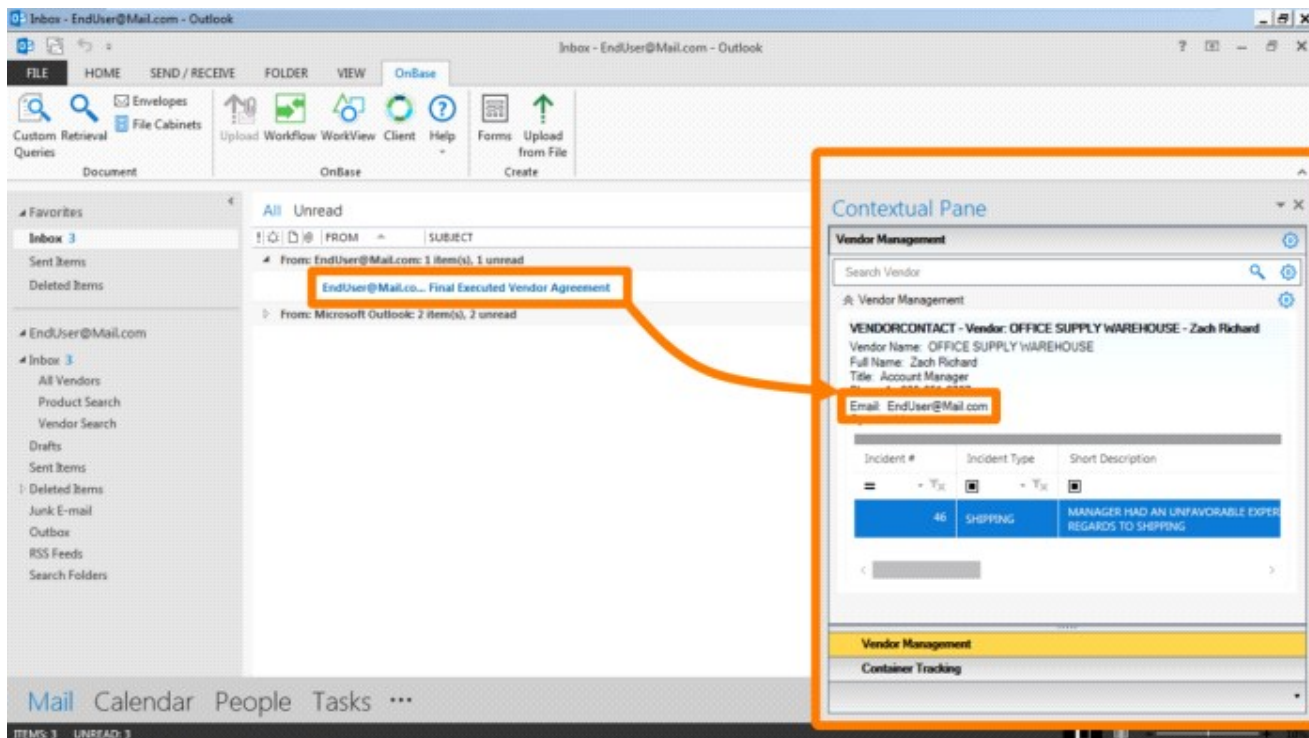 Inbox - EndUser@Mail.com - Outlook
Inbox - EndUser@Mail.com - Outlook
FILE HOME SEND / RECEIVE FOLDER VIEW OnBase
Custom Queries
Retrieval
Envelopes
File Cabinets
Document
Upload Workflow WorkView Client Help
OnBase
Forms
Upload from File
Create
Favorites
Inbox 3
Sent Items
Deleted Items
EndUser@Mail.com
Inbox 3
All Vendors
Product Search
Vendor Search
Drafts
Sent Items
Deleted Items
Junk E-mail
Outbox
RSS Feeds
Search Folders
All Unread
FROM SUBJECT
From: EndUser@Mail.com: 1 item(s), 1 unread
EndUser@Mail.co... Final Executed Vendor Agreement
From: Microsoft Outlook: 2 item(s), 2 unread
Contextual Pane
Vendor Management
Search Vendor
Vendor Management
VENDORCONTACT - Vendor: OFFICE SUPPLY WAREHOUSE - Zach Richard
Vendor Name: OFFICE SUPPLY WAREHOUSE
Full Name: Zach Richard
Title: Account Manager
Email: EndUser@Mail.com
Incident # Incident Type Short Description
46 SHIPPING MANAGER HAD AN UNFAVORABLE EXPER
REGARDS TO SHIPPING
Vendor Management
Container Tracking
Mail Calendar People Tasks ...
ITEMS: 3 UNREAD: 3